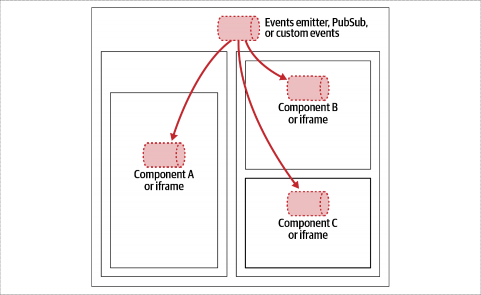 Events emitter, PubSub,
or custom events
Component B
or iframe
Component A
or iframe
Component C
or iframe